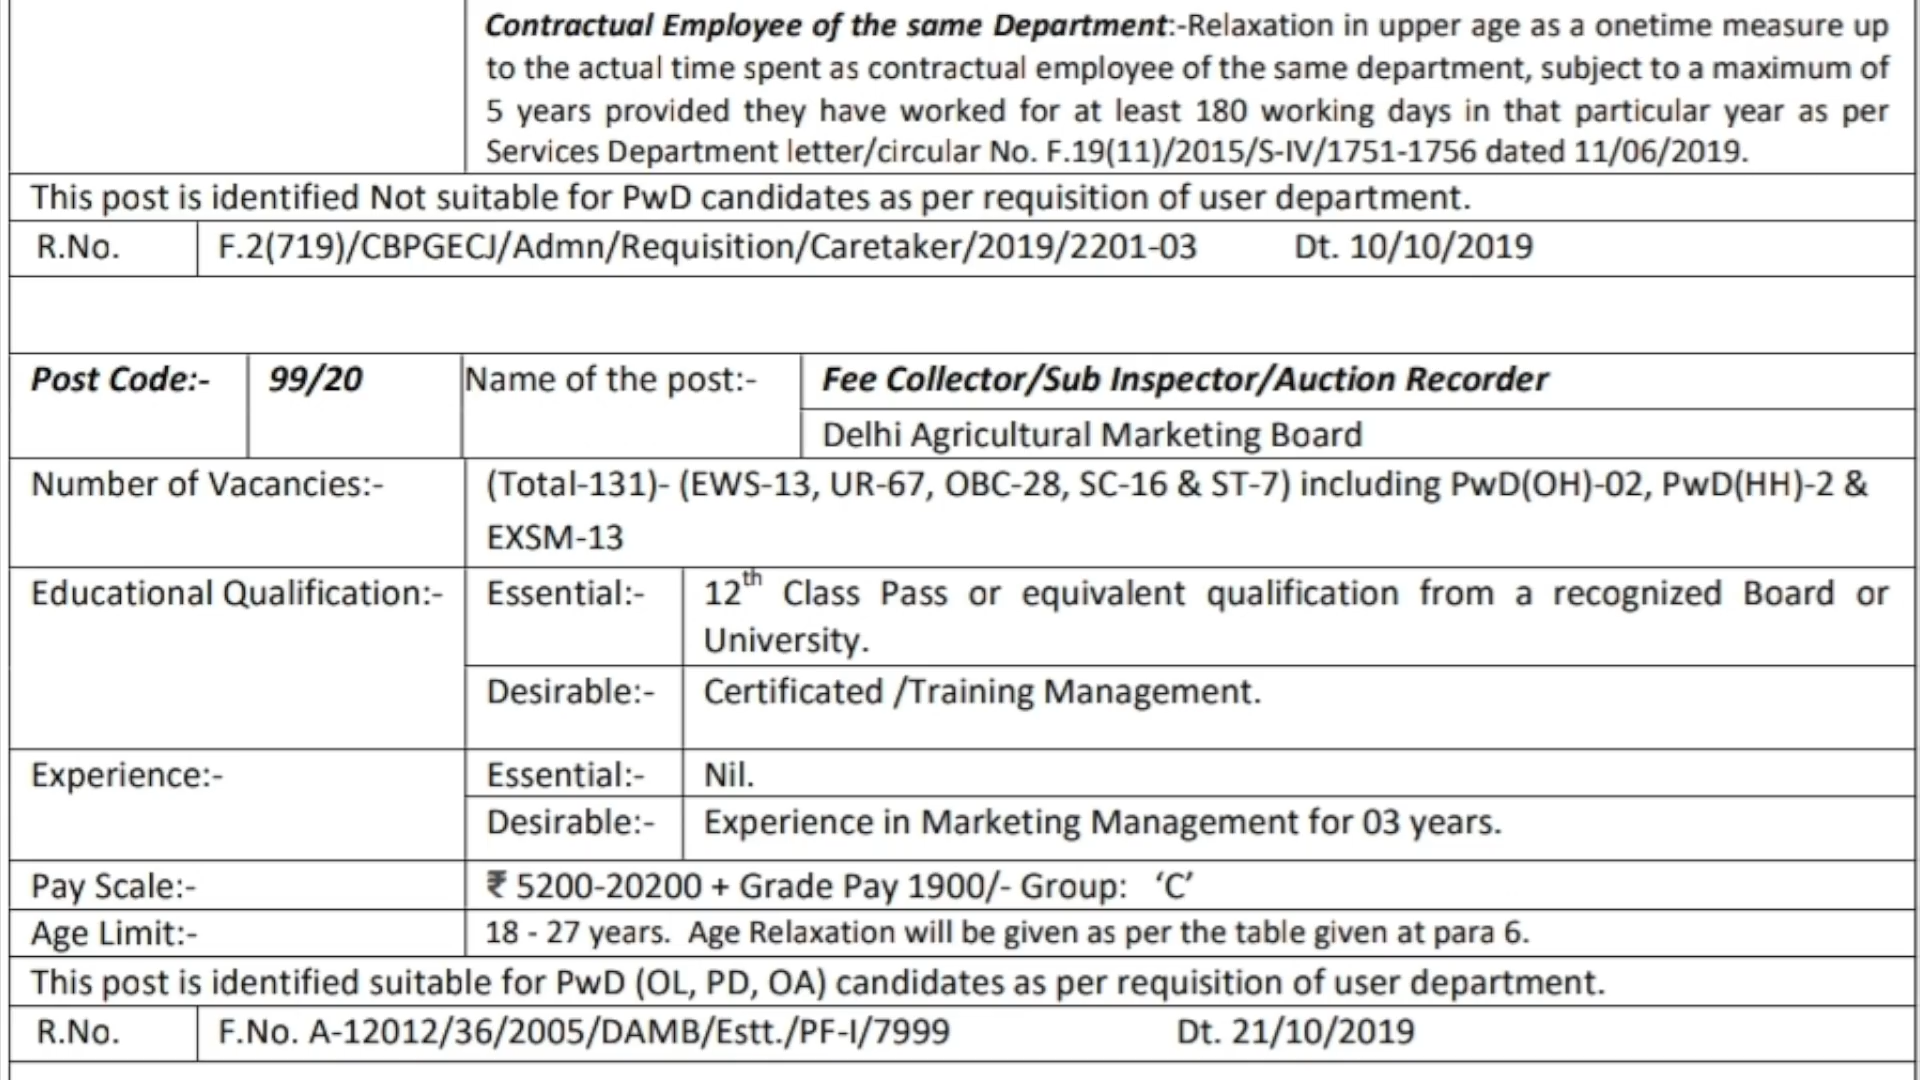 Contractual Employee of the same Department:-Relaxation in upper age as a onetime measure up
to the actual time spent as contractual employee of the same department, subject to a maximum of
5 years provided they have worked for at least 180 working days in that particular year as per
Services Department letter/circular No. F.19(11)/2015/S-IV/1751-1756 dated 11/06/2019.
This post is identified Not suitable for PwD candidates as per requisition of user department.
R.No. F.2(719)/CBPGECJ/Admn/Requisition/Caretaker/2019/2201-03 Dt. 10/10/2019
Post Code:- 99/20 Name of the post:- Fee Collector/Sub Inspector/Auction Recorder
Delhi Agricultural Marketing Board
Number of Vacancies:- (Total-131)- (EWS-13, UR-67, OBC-28, SC-16 & ST-7) including PwD(OH)-02, PwD(HH)-2 &
EXSM-13
Educational Qualification:- Essential:- 12th Class Pass or equivalent qualification from a recognized Board or
University.
Desirable:- Certificated /Training Management.
Experience:- Essential:- Nil.
Desirable:- Experience in Marketing Management for 03 years.
Pay Scale:- ₹ 5200-20200 + Grade Pay 1900/- Group: ‘C’
Age Limit:- 18 - 27 years. Age Relaxation will be given as per the table given at para 6.
This post is identified suitable for PwD (OL, PD, OA) candidates as per requisition of user department.
R.No. F.No. A-12012/36/2005/DAMB/Estt./PF-I/7999 Dt. 21/10/2019